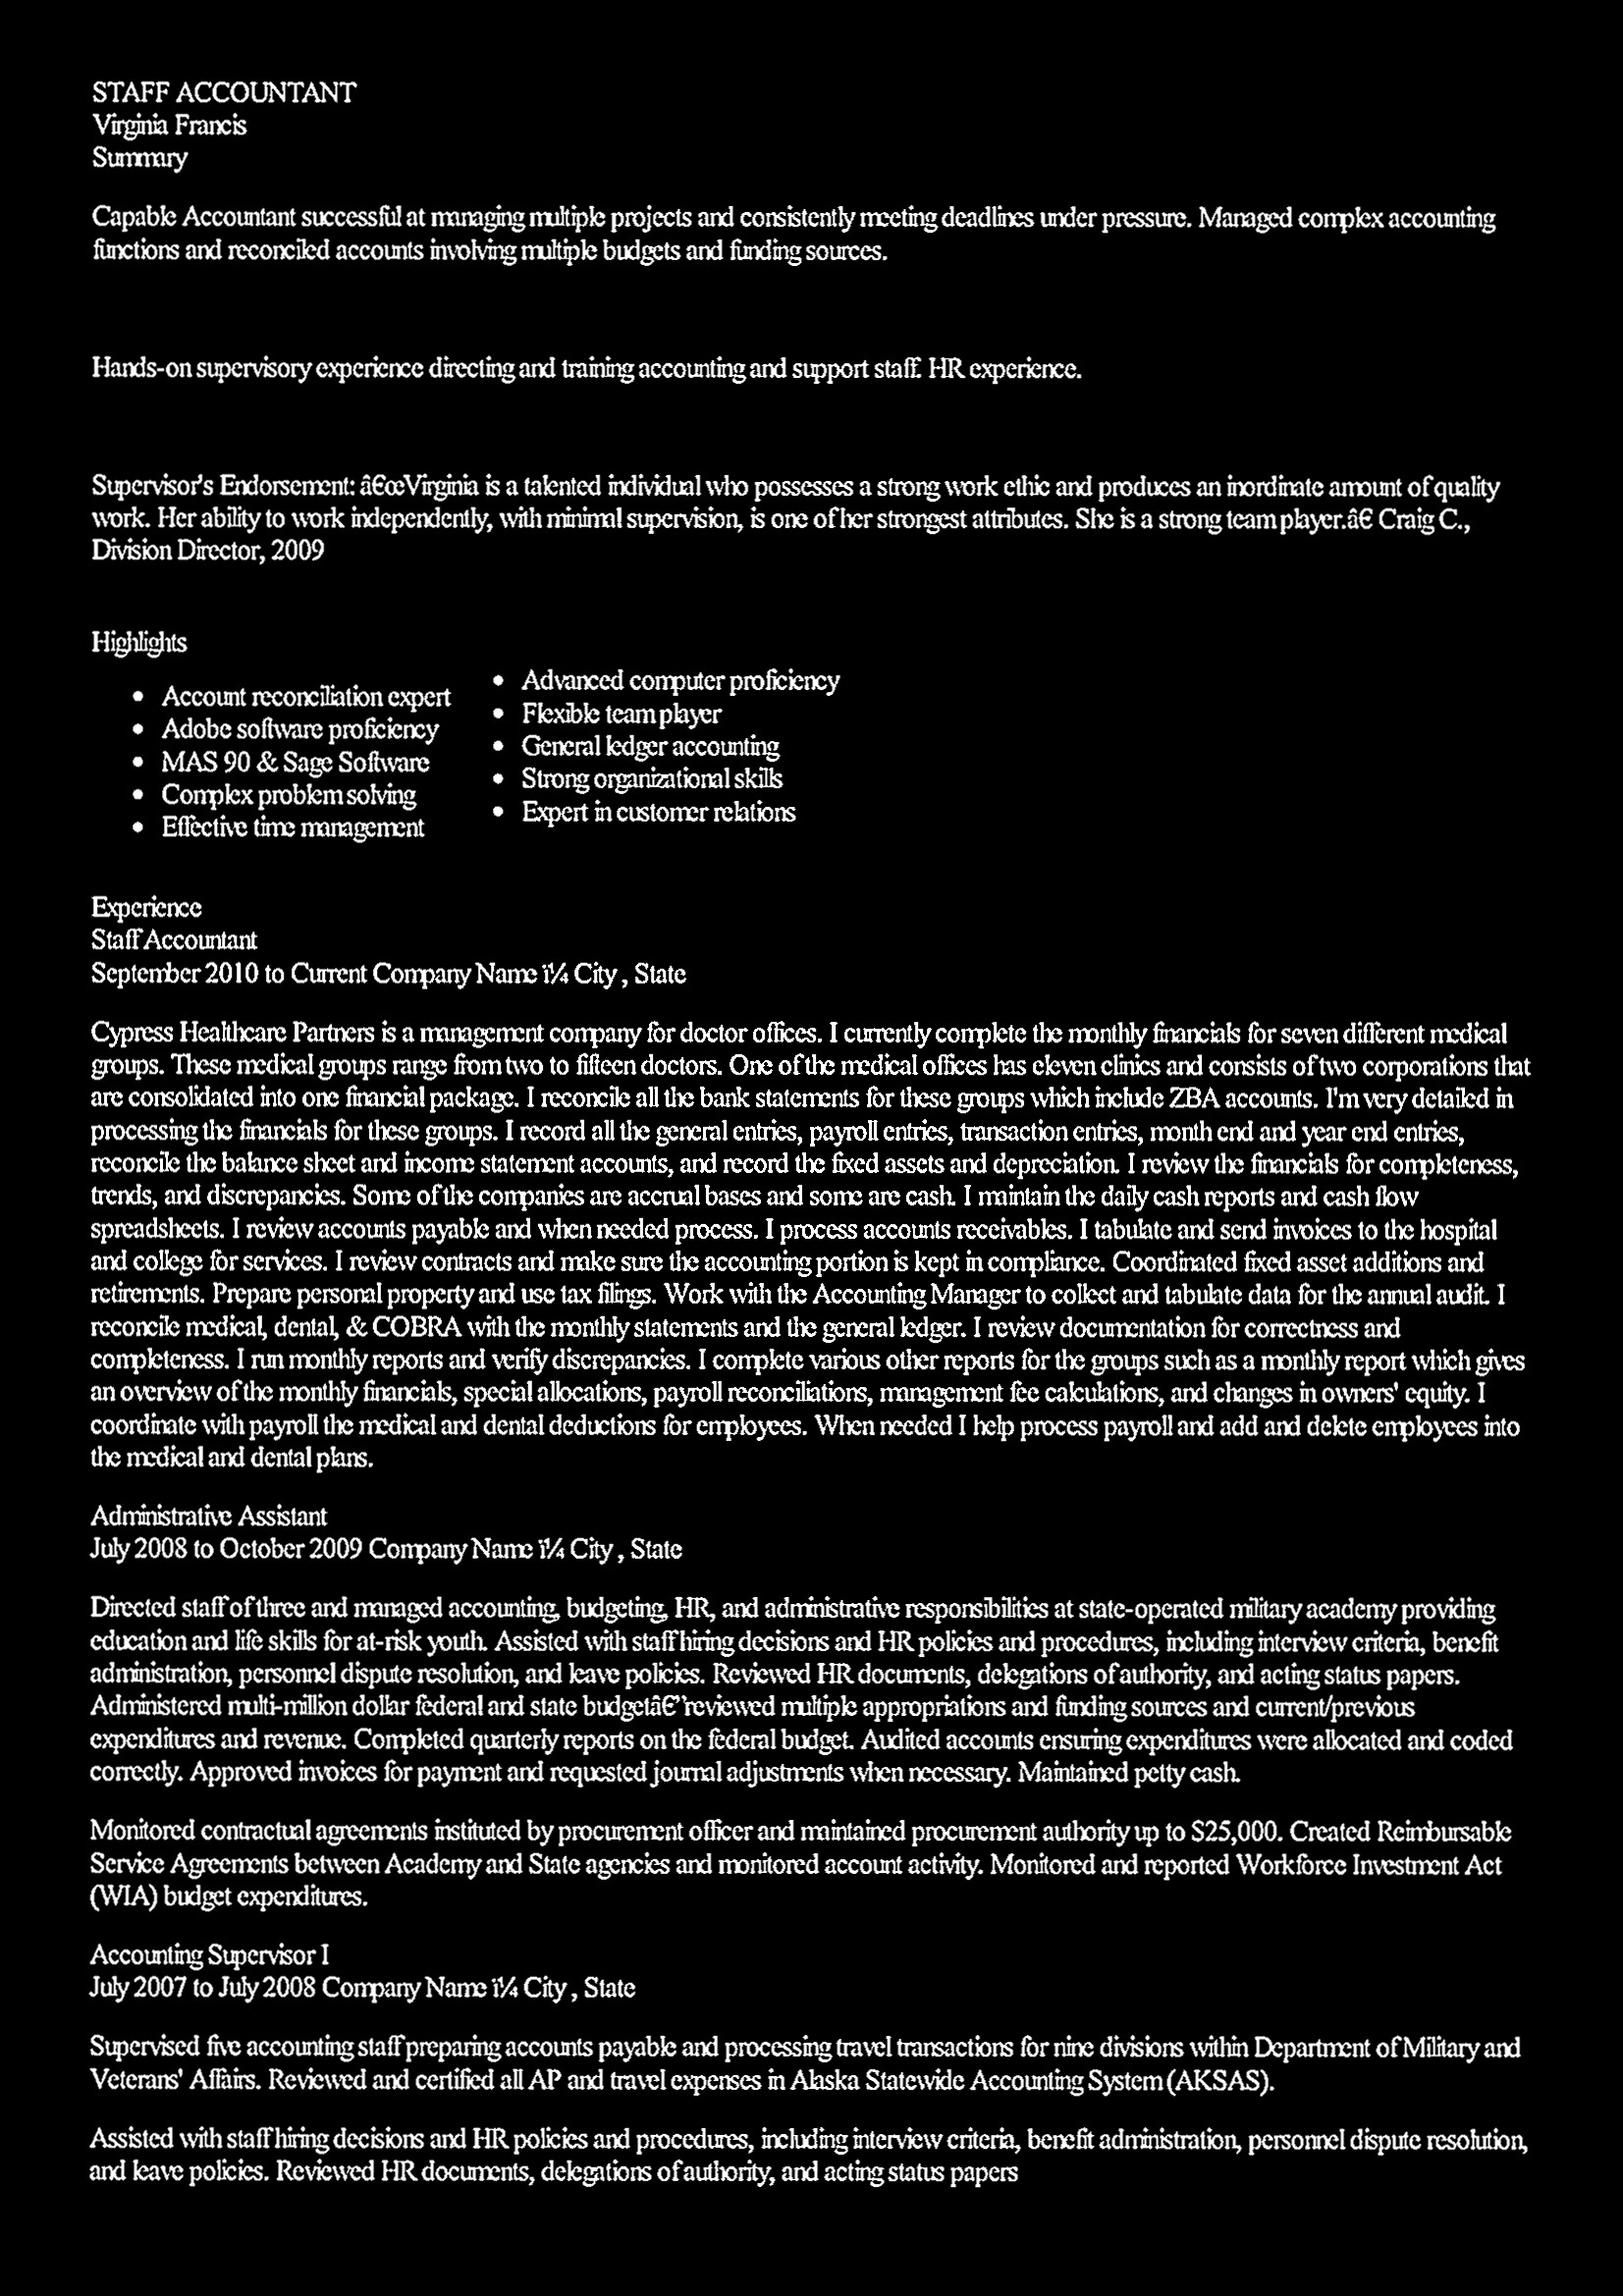 STAFF ACCOUNTANT
Virginia Francis
Summary
Capable Accountant successful at managing multiple projects and consistently meeting deadlines under pressure. Managed complex accounting
functions and reconciled accounts involving multiple budgets and funding sources.
Hands-on supervisory experience directing and training accounting and support staff. HR experience.
Supervisor's Endorsement: â€œVirginia is a talented individual who possesses a strong work ethic and produces an inordinate amount of quality
work. Her ability to work independently, with minimal supervision, is one of her strongest attributes. She is a strong team player.â€ Craig C.,
Division Director, 2009
Highlights
• Account reconciliation expert
• Adobe software proficiency
• MAS 90 & Sage Software
• Complex problem solving
• Effective time management
• Advanced computer proficiency
• Flexible team player
• General ledger accounting
• Strong organizational skills
• Expert in customer relations
Experience
Staff Accountant
September 2010 to Current Company Name ï¼ City , State
Cypress Healthcare Partners is a management company for doctor offices. I currently complete the monthly financials for seven different medical
groups. These medical groups range from two to fifteen doctors. One of the medical offices has eleven clinics and consists of two corporations that
are consolidated into one financial package. I reconcile all the bank statements for these groups which include ZBA accounts. I'm very detailed in
processing the financials for these groups. I record all the general entries, payroll entries, transaction entries, month end and year end entries,
reconcile the balance sheet and income statement accounts, and record the fixed assets and depreciation. I review the financials for completeness,
trends, and discrepancies. Some of the companies are accrual bases and some are cash. I maintain the daily cash reports and cash flow
spreadsheets. I review accounts payable and when needed process. I process accounts receivables. I tabulate and send invoices to the hospital
and college for services. I review contracts and make sure the accounting portion is kept in compliance. Coordinated fixed asset additions and
retirements. Prepare personal property and use tax filings. Work with the Accounting Manager to collect and tabulate data for the annual audit. I
reconcile medical, dental, & COBRA with the monthly statements and the general ledger. I review documentation for correctness and
completeness. I run monthly reports and verify discrepancies. I complete various other reports for the groups such as a monthly report which gives
an overview of the monthly financials, special allocations, payroll reconciliations, management fee calculations, and changes in owners' equity. I
coordinate with payroll the medical and dental deductions for employees. When needed I help process payroll and add and delete employees into
the medical and dental plans.
Administrative Assistant
July 2008 to October 2009 Company Name ï¼ City , State
Directed staff of three and managed accounting, budgeting, HR, and administrative responsibilities at state-operated military academy providing
education and life skills for at-risk youth. Assisted with staff hiring decisions and HR policies and procedures, including interview criteria, benefit
administration, personnel dispute resolution, and leave policies. Reviewed HR documents, delegations of authority, and acting status papers.
Administered multi-million dollar federal and state budgetâ€"reviewed multiple appropriations and funding sources and current/previous
expenditures and revenue. Completed quarterly reports on the federal budget. Audited accounts ensuring expenditures were allocated and coded
correctly. Approved invoices for payment and requested journal adjustments when necessary. Maintained petty cash.
Monitored contractual agreements instituted by procurement officer and maintained procurement authority up to $25,000. Created Reimbursable
Service Agreements between Academy and State agencies and monitored account activity. Monitored and reported Workforce Investment Act
(WIA) budget expenditures.
Accounting Supervisor I
July 2007 to July 2008 Company Name ï¼ City , State
Supervised five accounting staff preparing accounts payable and processing travel transactions for nine divisions within Department of Military and
Veterans' Affairs. Reviewed and certified all AP and travel expenses in Alaska Statewide Accounting System (AKSAS).
Assisted with staff hiring decisions and HR policies and procedures, including interview criteria, benefit administration, personnel dispute resolution,
and leave policies. Reviewed HR documents, delegations of authority, and acting status papers